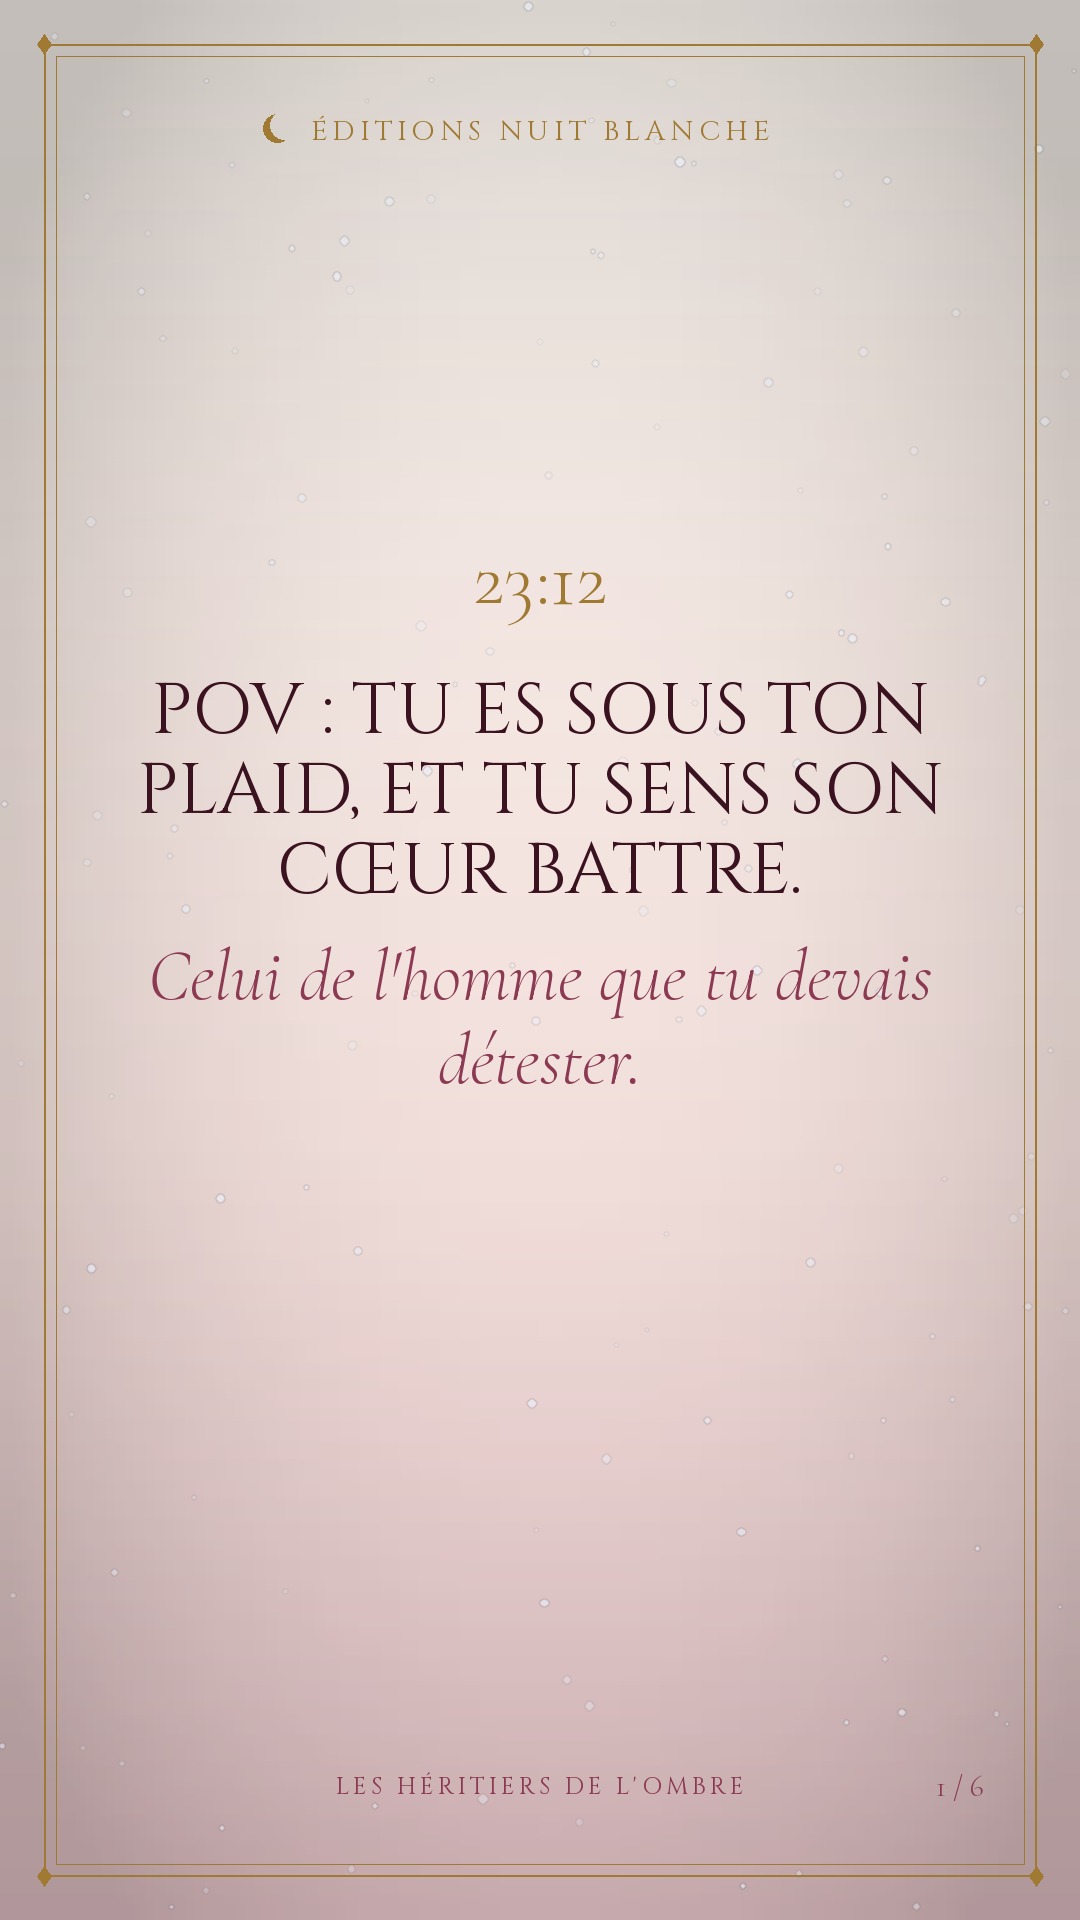 ÉDITIONS NUIT BLANCHE
23:12
POV : TU ES SOUS TON
PLAID, ET TU SENS SON
CŒUR BATTRE.
Celui de l'homme que tu devais
détester.
LES HÉRITIERS DE L'OMBRE
1/6